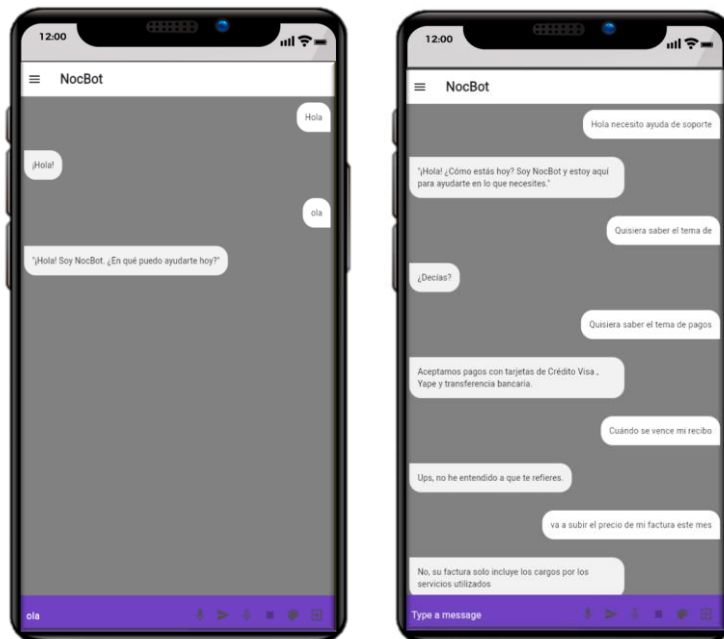 12:00
NocBot
Hola
¡Hola!
ola
"¡Hola! Soy NocBot. ¿En qué puedo ayudarte hoy?"
ola
12:00
NocBot
Hola necesito ayuda de soporte
"¡Hola! ¿Cómo estás hoy? Soy NocBot y estoy aquí
para ayudarte en lo que necesites."
Quisiera saber el tema de
¿Decías?
Quisiera saber el tema de pagos
Aceptamos pagos con tarjetas de Crédito Visa ,
Yape y transferencia bancaria.
Cuándo se vence mi recibo
Ups, no he entendido a que te refieres.
va a subir el precio de mi factura este mes
No, su factura solo incluye los cargos por los
servicios utilizados
Type a message